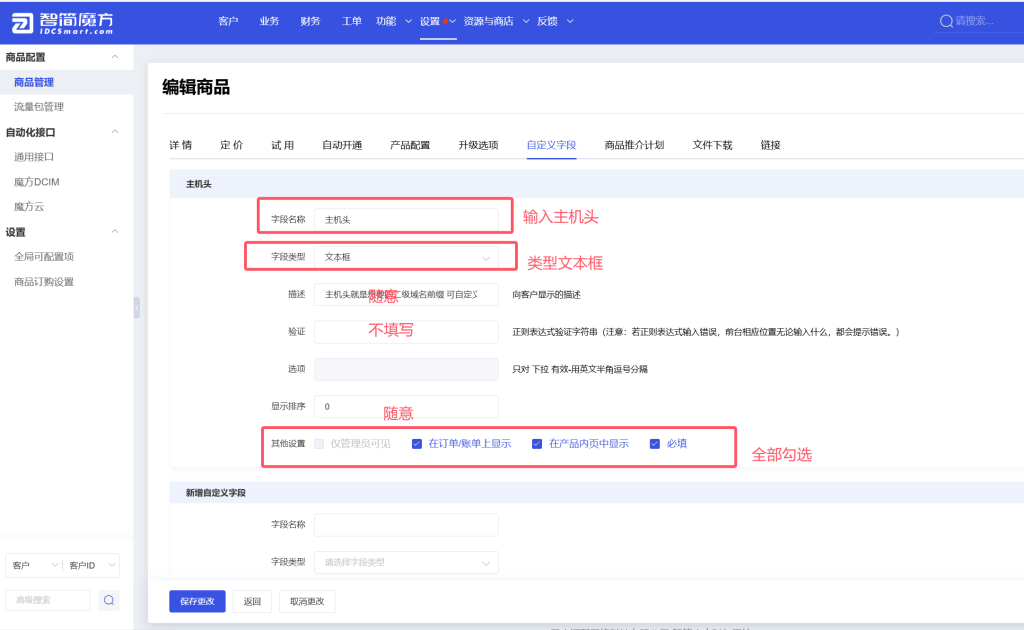 智简魔方
IDCSmart.com
客户 业务 财务 工单 功能 设置 资源与商店 反馈
请搜索...
商品配置
商品管理
流量包管理
自动化接口
通用接口
魔方DCIM
魔方云
设置
全局可配置项
商品订购设置
客户 客户ID
高级搜索
编辑商品
详情 定价 试用 自动开通 产品配置 升级选项 自定义字段 商品推介计划 文件下载 链接
主机头
字段名称 主机头 输入主机头
字段类型 文本框 类型文本框
描述 主机头就是 二级域名前缀 可自定义 随意 向客户显示的描述
验证 不填写 正则表达式验证字符串（注意：若正则表达式输入错误，前台相应位置无论输入什么，都会提示错误。）
选项 只对 下拉 有效-用英文半角逗号分隔
显示排序 0 随意
其他设置 仅管理员可见 在订单/账单上显示 在产品内页中显示 必填
全部勾选
新增自定义字段
字段名称
字段类型 请选择字段类型
保存更改 返回 取消更改